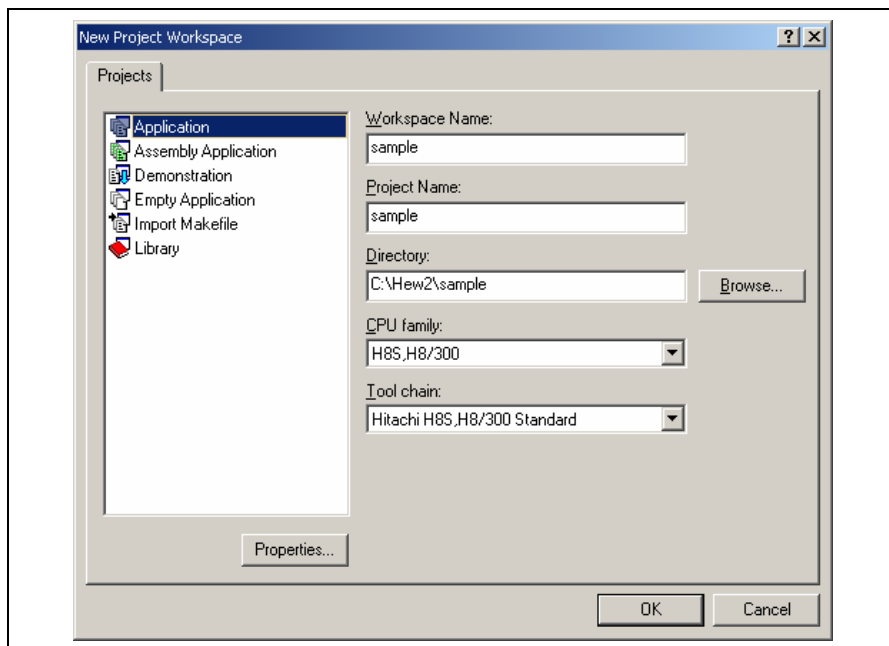 New Project Workspace
Projects
Application
Assembly Application
Demonstration
Empty Application
Import Makefile
Library
Properties...
Workspace Name:
sample
Project Name:
sample
Directory:
C:\Hew2\sample
Browse...
CPU family:
H8S,H8/300
Tool chain:
Hitachi H8S,H8/300 Standard
OK
Cancel